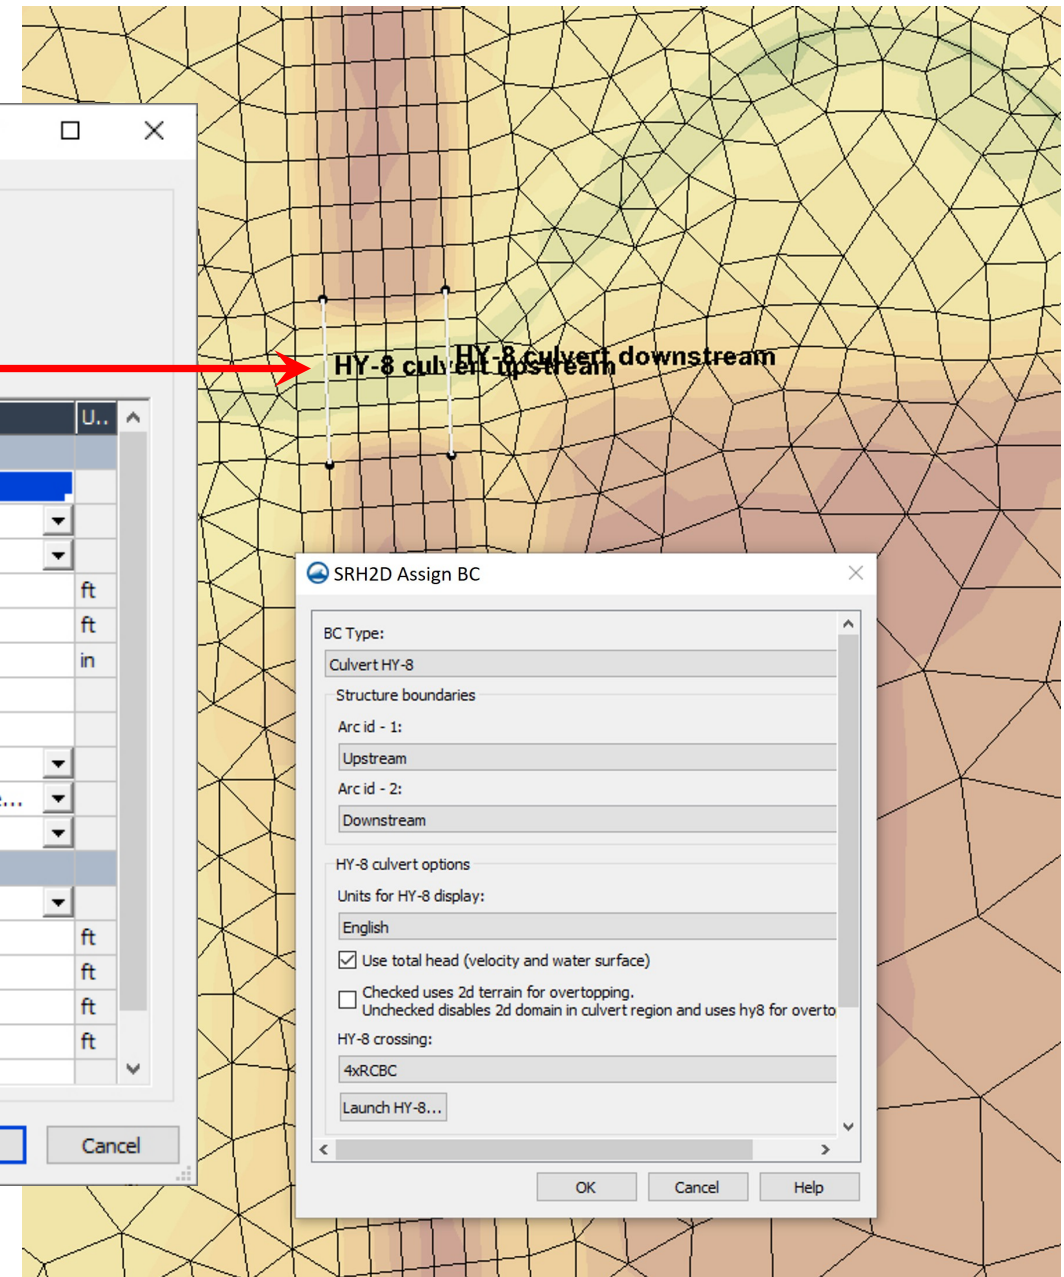 HY-8 culvert upstream
HY-8 culvert downstream
U..
ft
ft
in
e...
ft
ft
ft
ft
Cancel
SRH2D Assign BC
BC Type:
Culvert HY-8
Structure boundaries
Arc id - 1:
Upstream
Arc id - 2:
Downstream
HY-8 culvert options
Units for HY-8 display:
English
Use total head (velocity and water surface)
Checked uses 2d terrain for overtopping.
Unchecked disables 2d domain in culvert region and uses hy8 for overto
HY-8 crossing:
4xRCBC
Launch HY-8...
OK
Cancel
Help